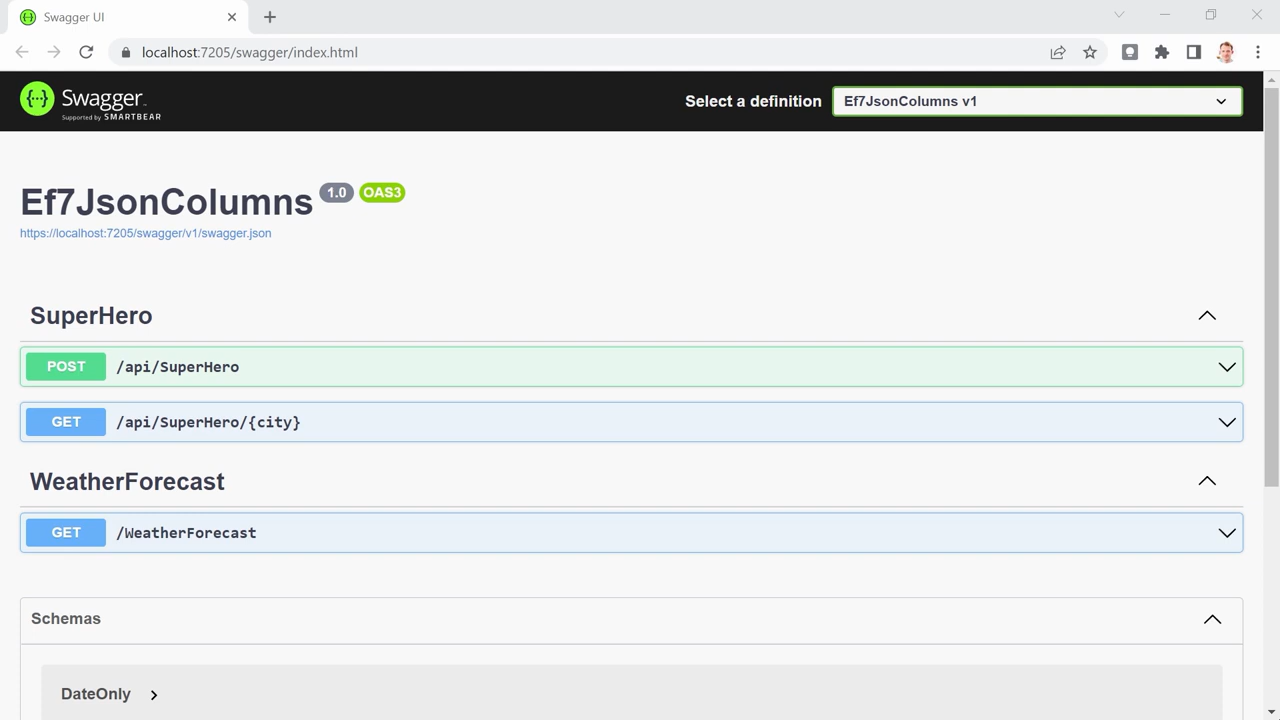 Swagger UI
localhost:7205/swagger/index.html
{··}
Swagger™
Supported by SMARTBEAR
Select a definition
Ef7JsonColumns v1
Ef7JsonColumns 1.0 OAS3
https://localhost:7205/swagger/v1/swagger.json
SuperHero
POST /api/SuperHero
GET /api/SuperHero/{city}
WeatherForecast
GET /WeatherForecast
Schemas
DateOnly